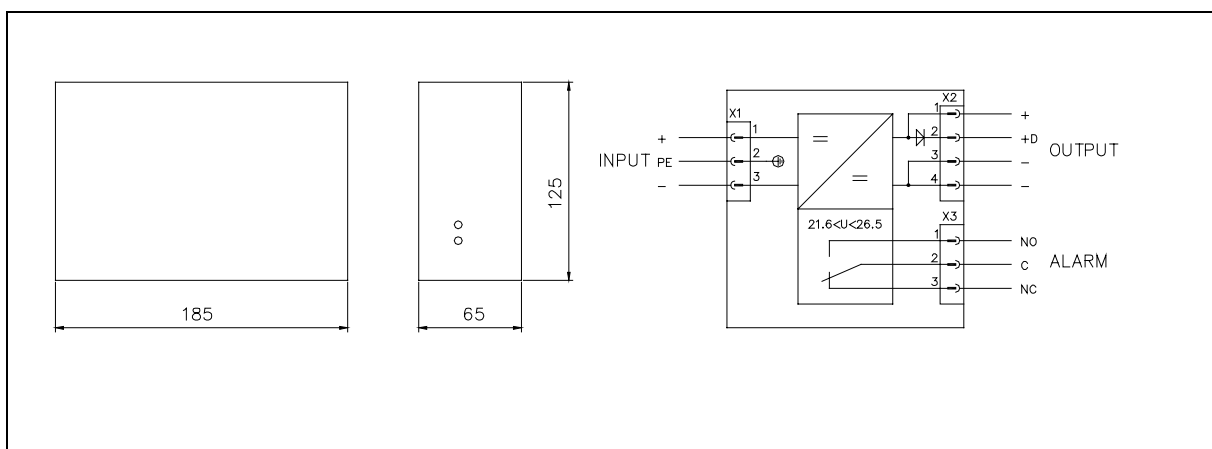 185
65
125
X1
+ 1
INPUT PE 2
- 3
21.6<U<26.5
X2
1 +
2 +D
3 -
4 -
OUTPUT
X3
1 NO
2 C
3 NC
ALARM